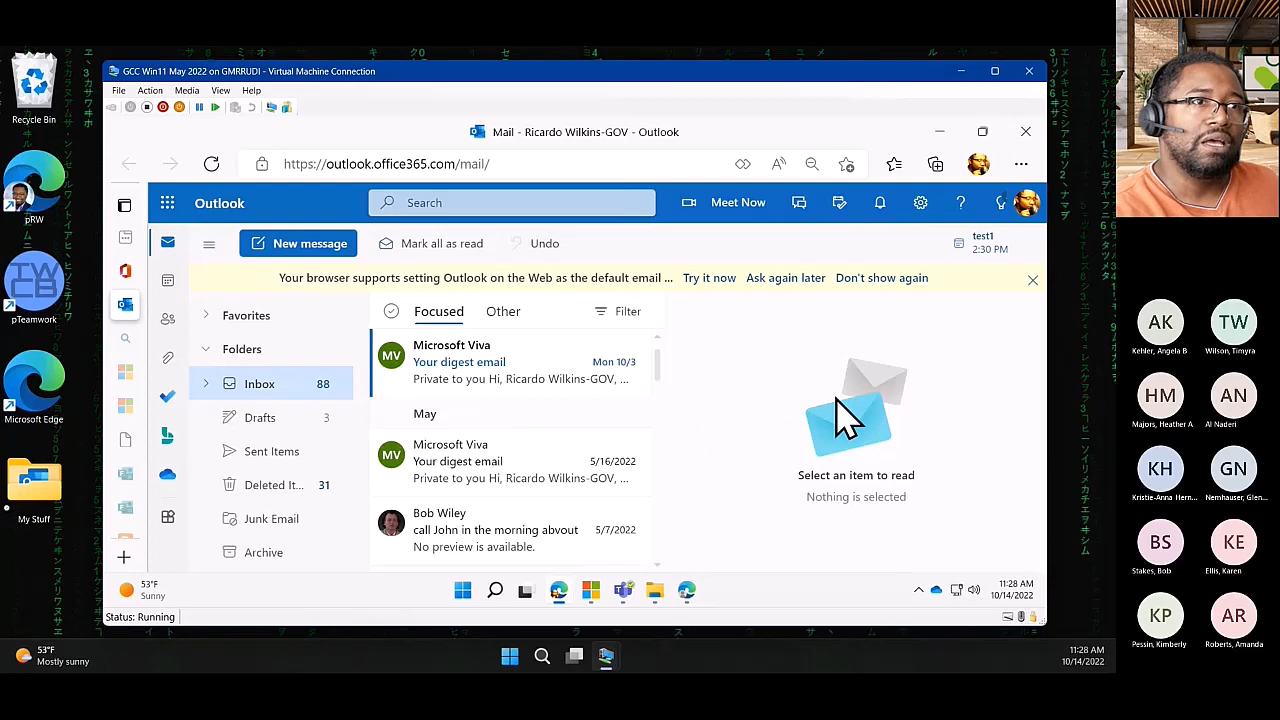 Recycle Bin
pRW
TWCB
pTeamwork
Microsoft Edge
My Stuff
GCC Win11 May 2022 on GMRRUDI - Virtual Machine Connection
File Action Media View Help
Mail - Ricardo Wilkins-GOV - Outlook
https://outlook.office365.com/mail/
Outlook
Search
Meet Now
New message
Mark all as read
Undo
test1
2:30 PM
Your browser supports setting Outlook on the Web as the default email ... Try it now Ask again later Don't show again
Favorites
Folders
Inbox 88
Drafts 3
Sent Items
Deleted It... 31
Junk Email
Archive
Focused Other Filter
MV
Microsoft Viva
Your digest email Mon 10/3
Private to you Hi, Ricardo Wilkins-GOV, ...
May
MV
Microsoft Viva
Your digest email 5/16/2022
Private to you Hi, Ricardo Wilkins-GOV, ...
Bob Wiley
call John in the morning abvout 5/7/2022
No preview is available.
Select an item to read
Nothing is selected
53°F
Sunny
11:28 AM
10/14/2022
Status: Running
53°F
Mostly sunny
11:28 AM
10/14/2022
AK TW
Kehler, Angela B Wilson, Timyra
HM AN
Majors, Heather A Al Naderi
KH GN
Kristie-Anna Hern... Nemhauser, Glen...
BS KE
Stakes, Bob Ellis, Karen
KP AR
Pessin, Kimberly Roberts, Amanda